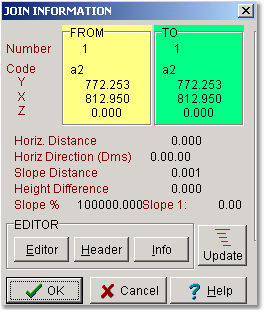 JOIN INFORMATION
FROM TO
Number 1 1
Code a2 a2
Y 772.253 772.253
X 812.950 812.950
Z 0.000 0.000
Horiz. Distance 0.000
Horiz Direction (Dms) 0.00.00
Slope Distance 0.001
Height Difference 0.000
Slope % 100000.000 Slope 1: 0.00
EDITOR
Editor Header Info Update
OK Cancel Help